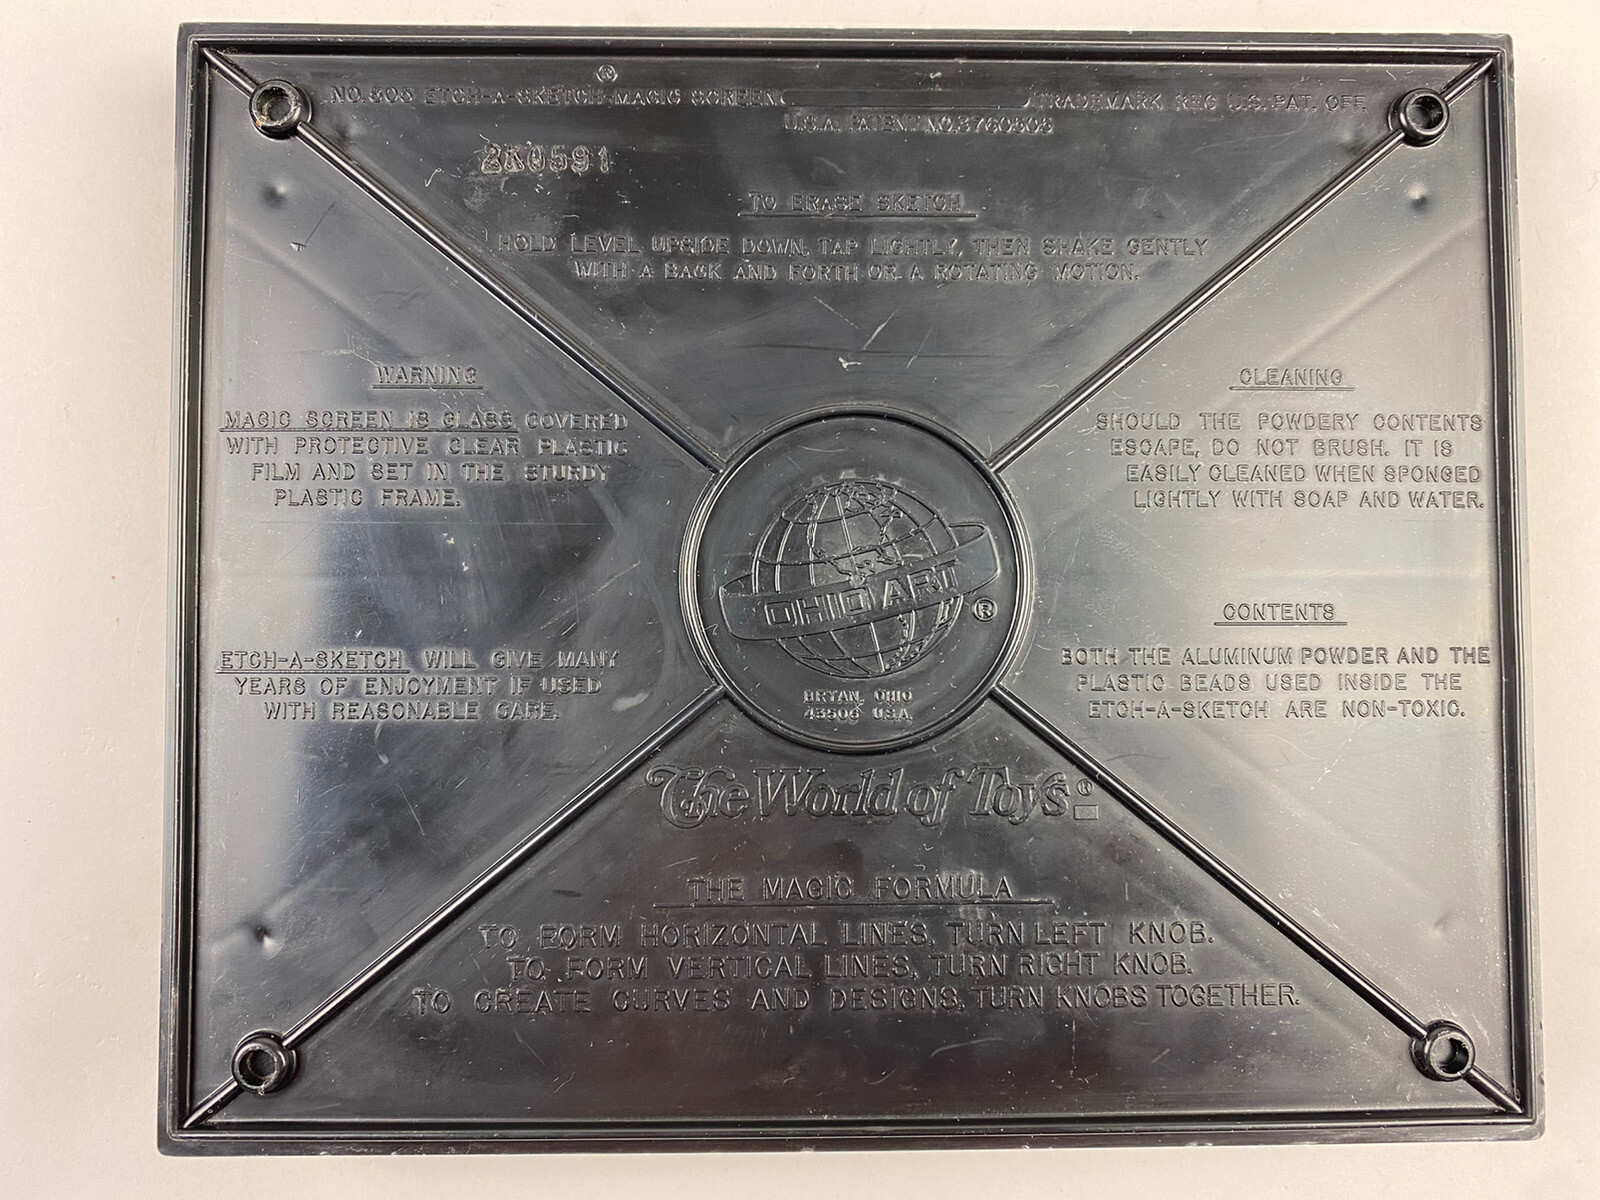 NO. 505 ETCH-A-SKETCH® MAGIC SCREEN TRADEMARK REG U.S. PAT. OFF.
U.S.A. PATENT NO. 3760505
TO ERASE SKETCH
HOLD LEVEL UPSIDE DOWN, TAP LIGHTLY, THEN SHAKE GENTLY
WITH A BACK AND FORTH OR A ROTATING MOTION.
WARNING
MAGIC SCREEN IS GLASS COVERED
WITH PROTECTIVE CLEAR PLASTIC
FILM AND SET IN THE STURDY
PLASTIC FRAME.
ETCH-A-SKETCH WILL GIVE MANY
YEARS OF ENJOYMENT IF USED
WITH REASONABLE CARE.
OHIO ART ®
BRYAN, OHIO
43506 U.S.A.
CLEANING
SHOULD THE POWDERY CONTENTS
ESCAPE, DO NOT BRUSH. IT IS
EASILY CLEANED WHEN SPONGED
LIGHTLY WITH SOAP AND WATER.
CONTENTS
BOTH THE ALUMINUM POWDER AND THE
PLASTIC BEADS USED INSIDE THE
ETCH-A-SKETCH ARE NON-TOXIC.
The World of Toys®
THE MAGIC FORMULA
TO FORM HORIZONTAL LINES, TURN LEFT KNOB.
TO FORM VERTICAL LINES, TURN RIGHT KNOB.
TO CREATE CURVES AND DESIGNS, TURN KNOBS TOGETHER.